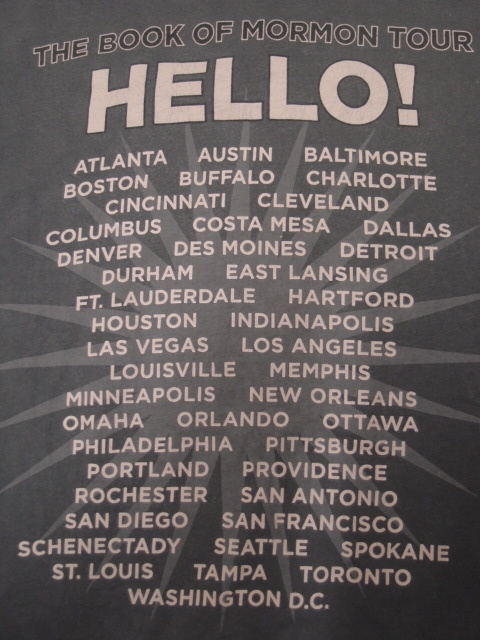 THE BOOK OF MORMON TOUR
HELLO!
ATLANTA AUSTIN BALTIMORE
BOSTON BUFFALO CHARLOTTE
CINCINNATI CLEVELAND
COLUMBUS COSTA MESA DALLAS
DENVER DES MOINES DETROIT
DURHAM EAST LANSING
FT. LAUDERDALE HARTFORD
HOUSTON INDIANAPOLIS
LAS VEGAS LOS ANGELES
LOUISVILLE MEMPHIS
MINNEAPOLIS NEW ORLEANS
OMAHA ORLANDO OTTAWA
PHILADELPHIA PITTSBURGH
PORTLAND PROVIDENCE
ROCHESTER SAN ANTONIO
SAN DIEGO SAN FRANCISCO
SCHENECTADY SEATTLE SPOKANE
ST. LOUIS TAMPA TORONTO
WASHINGTON D.C.